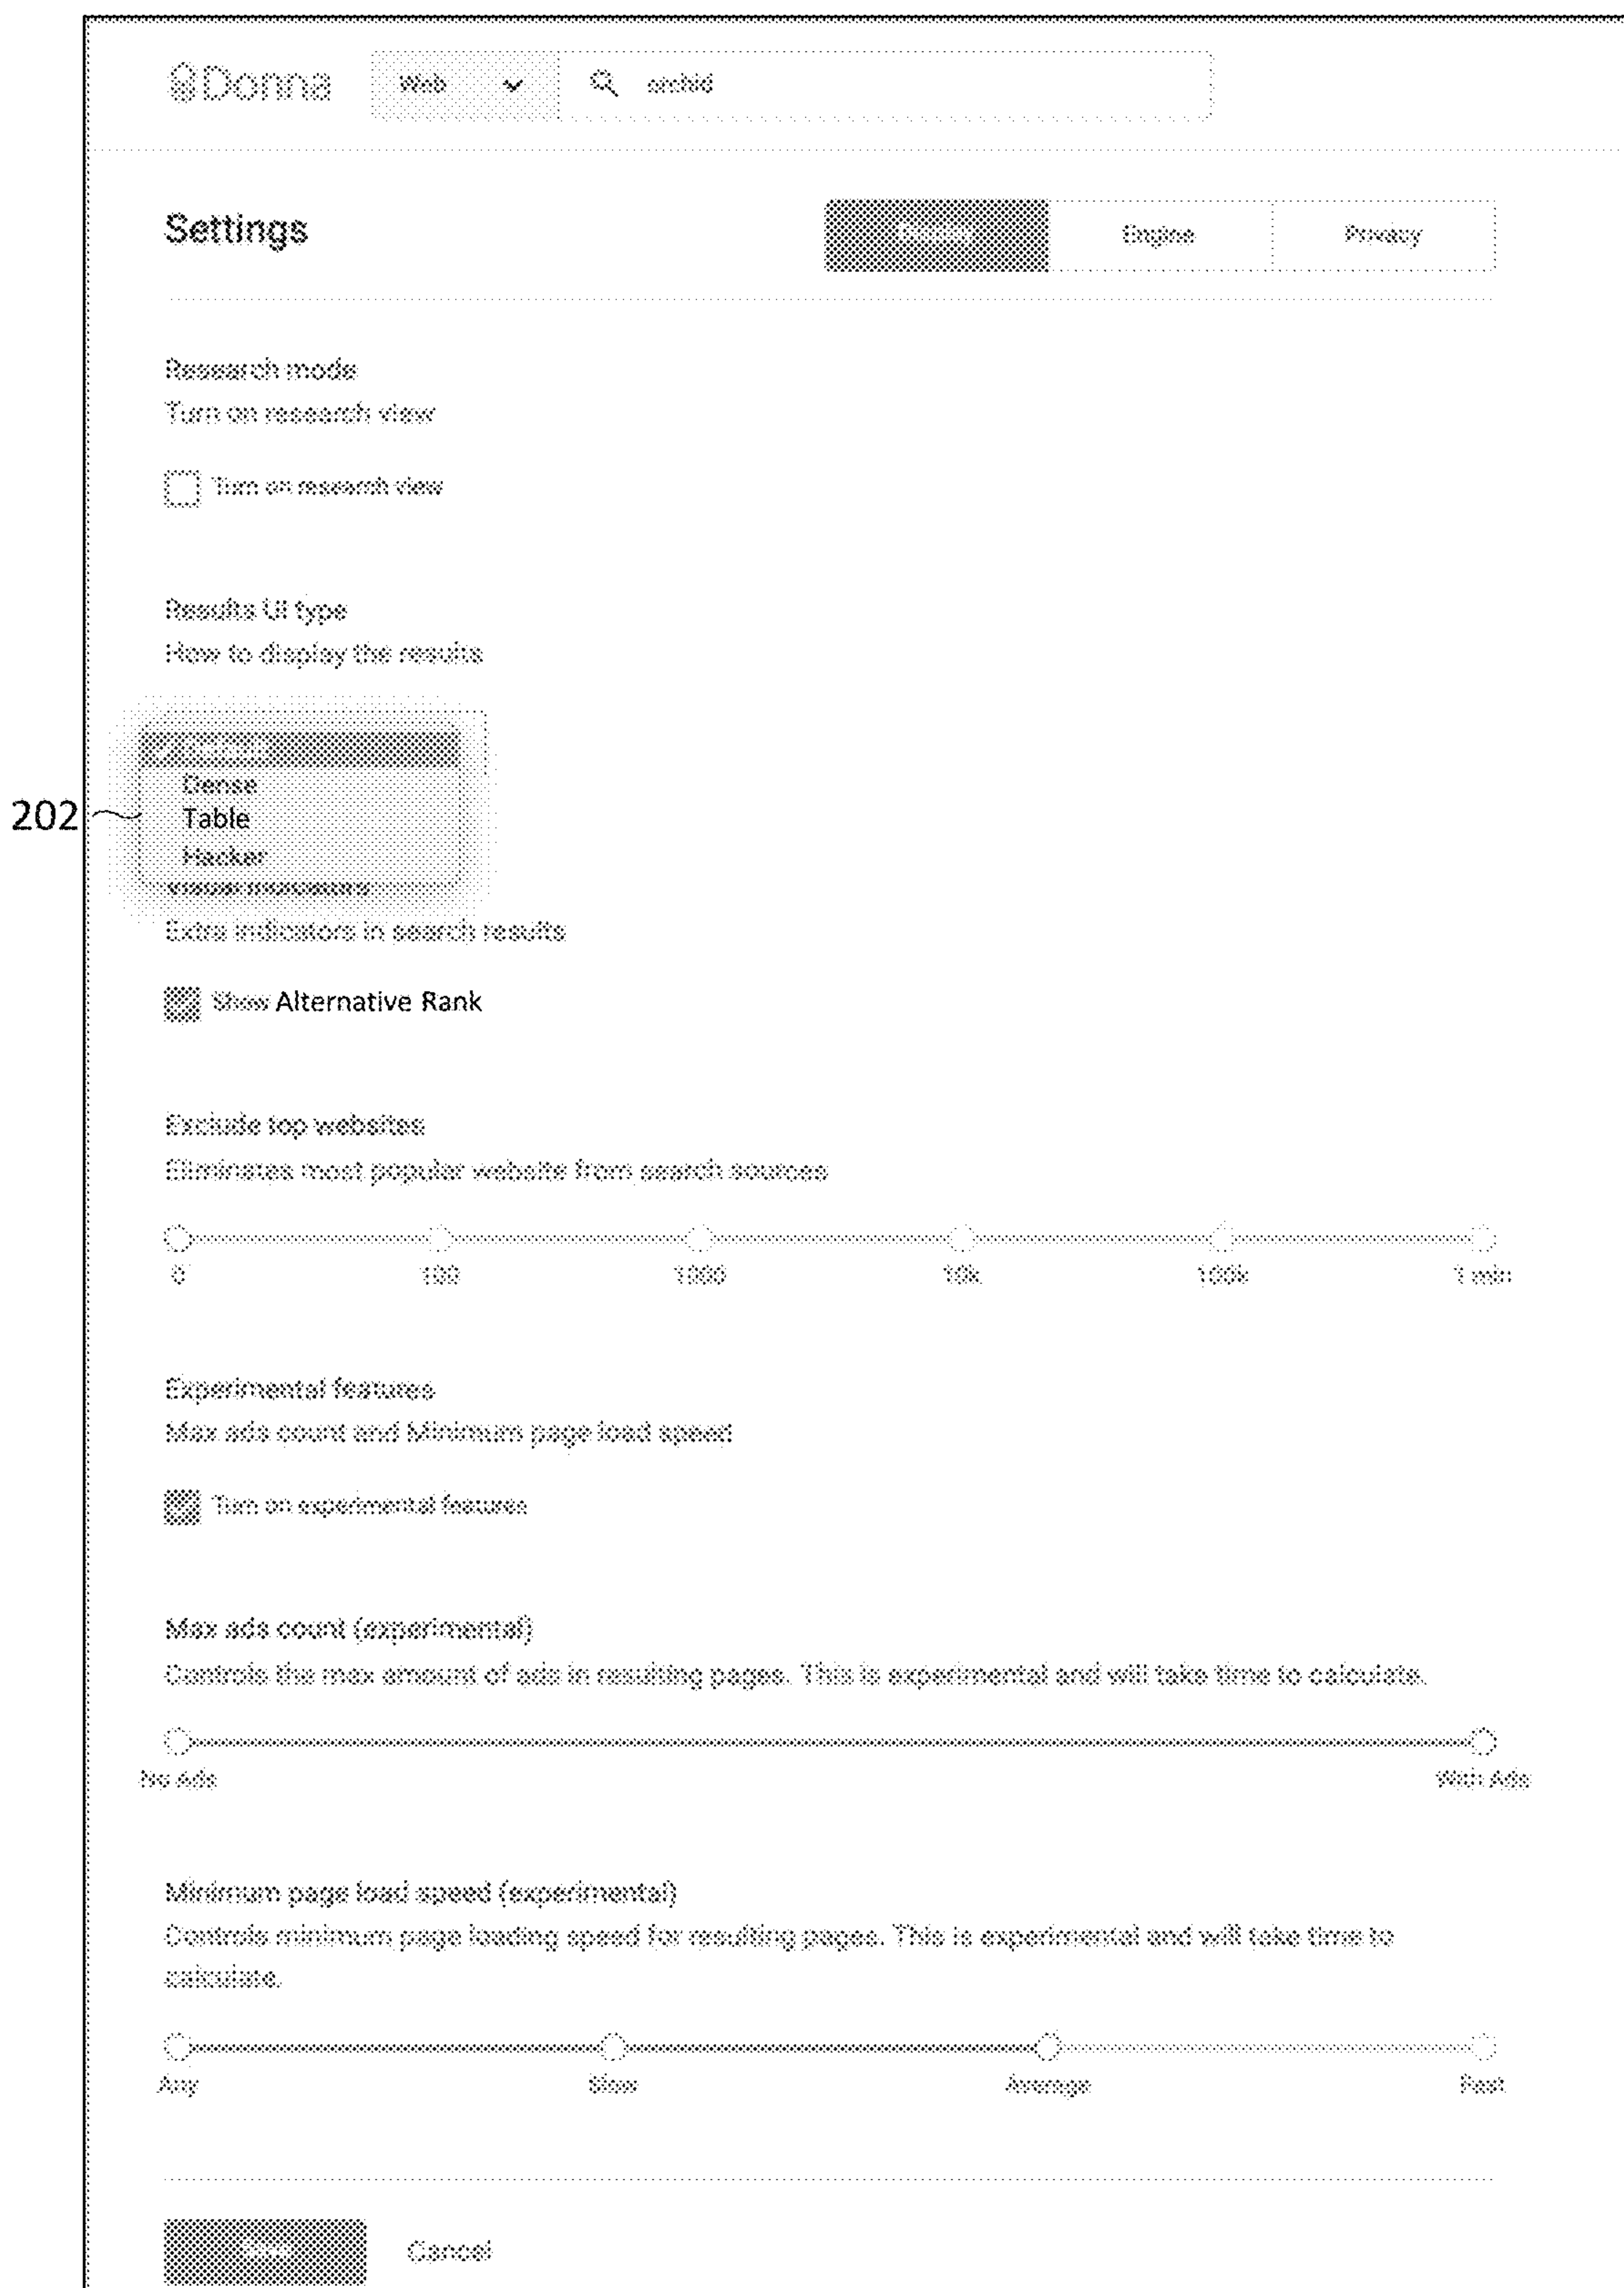 Donna
Web
orchid
Settings
Engine
Privacy
Research mode
Turn on research view
Turn on research view
Results UI type
How to display the results
Dense
202
Table
Hacker
Visual indicators
Extra indicators in search results
Show Alternative Rank
Exclude top websites
Eliminates most popular website from search sources
0 100 1000 10k 100k 1 mln
Experimental features
Max ads count and Minimum page load speed
Turn on experimental features
Max ads count (experimental)
Controls the max amount of ads in resulting pages. This is experimental and will take time to calculate.
No Ads With Ads
Minimum page load speed (experimental)
Controls minimum page loading speed for resulting pages. This is experimental and will take time to
calculate.
Any Slow Average Fast
Cancel